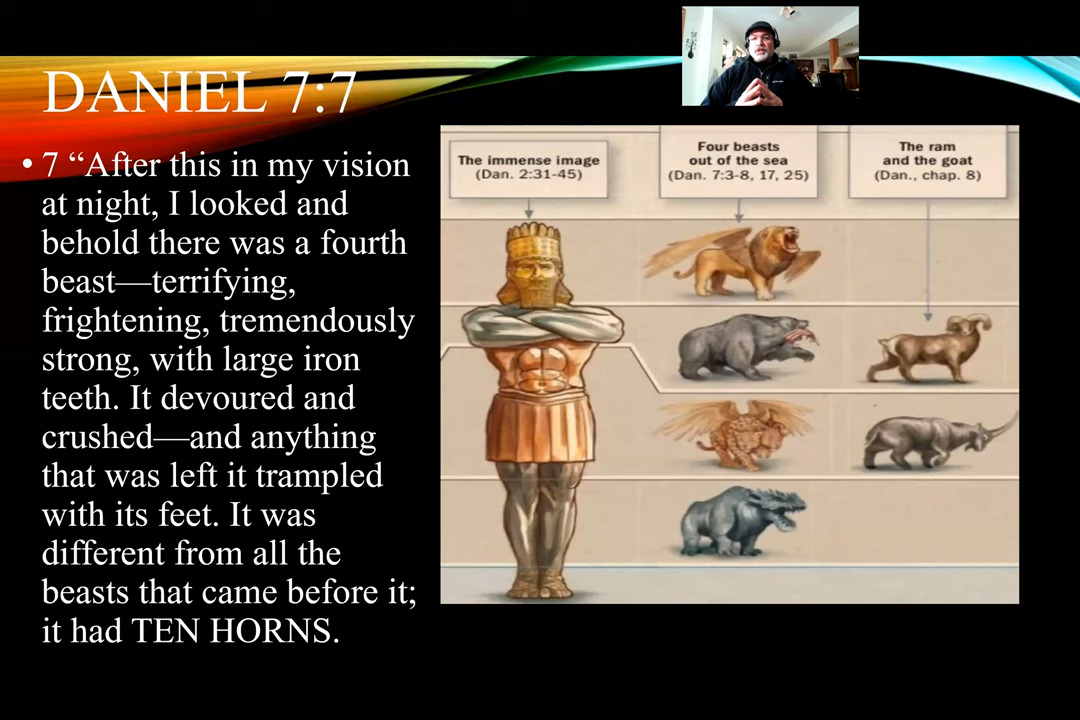 DANIEL 7:7
• 7 “After this in my vision
at night, I looked and
behold there was a fourth
beast—terrifying,
frightening, tremendously
strong, with large iron
teeth. It devoured and
crushed—and anything
that was left it trampled
with its feet. It was
different from all the
beasts that came before it;
it had TEN HORNS.
The immense image
(Dan. 2:31-45)
Four beasts
out of the sea
(Dan. 7:3-8, 17, 25)
The ram
and the goat
(Dan., chap. 8)